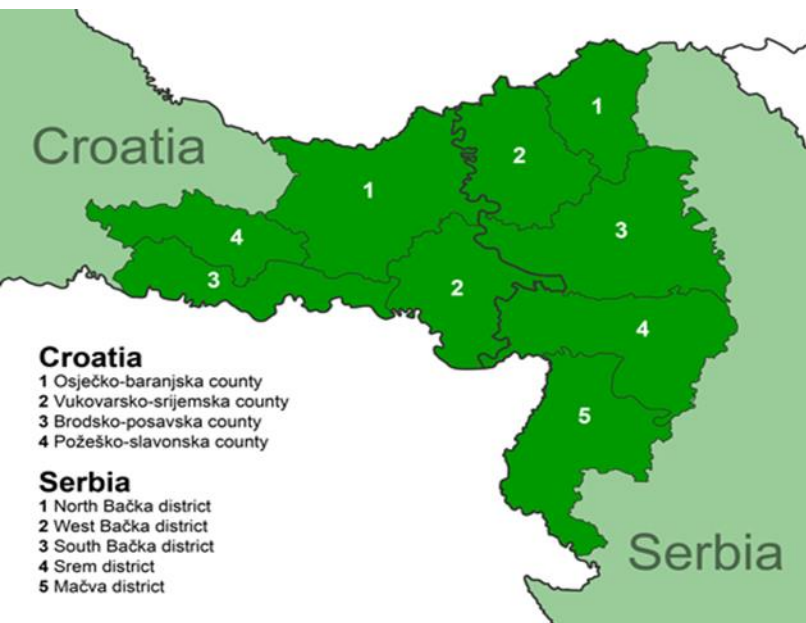 Croatia
1
1
2
3
4
3
2
4
5
Croatia
1 Osječko-baranjska county
2 Vukovarsko-srijemska county
3 Brodsko-posavska county
4 Požeško-slavonska county
Serbia
1 North Bačka district
2 West Bačka district
3 South Bačka district
4 Srem district
5 Mačva district
Serbia